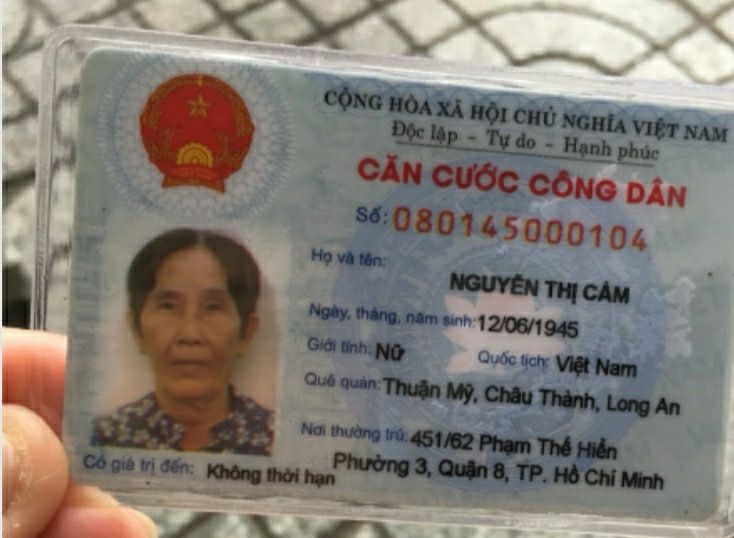 CỘNG HÒA XÃ HỘI CHỦ NGHĨA VIỆT NAM
Độc lập - Tự do - Hạnh phúc
CĂN CƯỚC CÔNG DÂN
Số: 080145000104
Họ và tên:
NGUYỄN THỊ CẢM
Ngày, tháng, năm sinh: 12/06/1945
Giới tính: Nữ Quốc tịch: Việt Nam
Quê quán: Thuận Mỹ, Châu Thành, Long An
Nơi thường trú: 451/62 Phạm Thế Hiển
Phường 3, Quận 8, TP. Hồ Chí Minh
Có giá trị đến: Không thời hạn